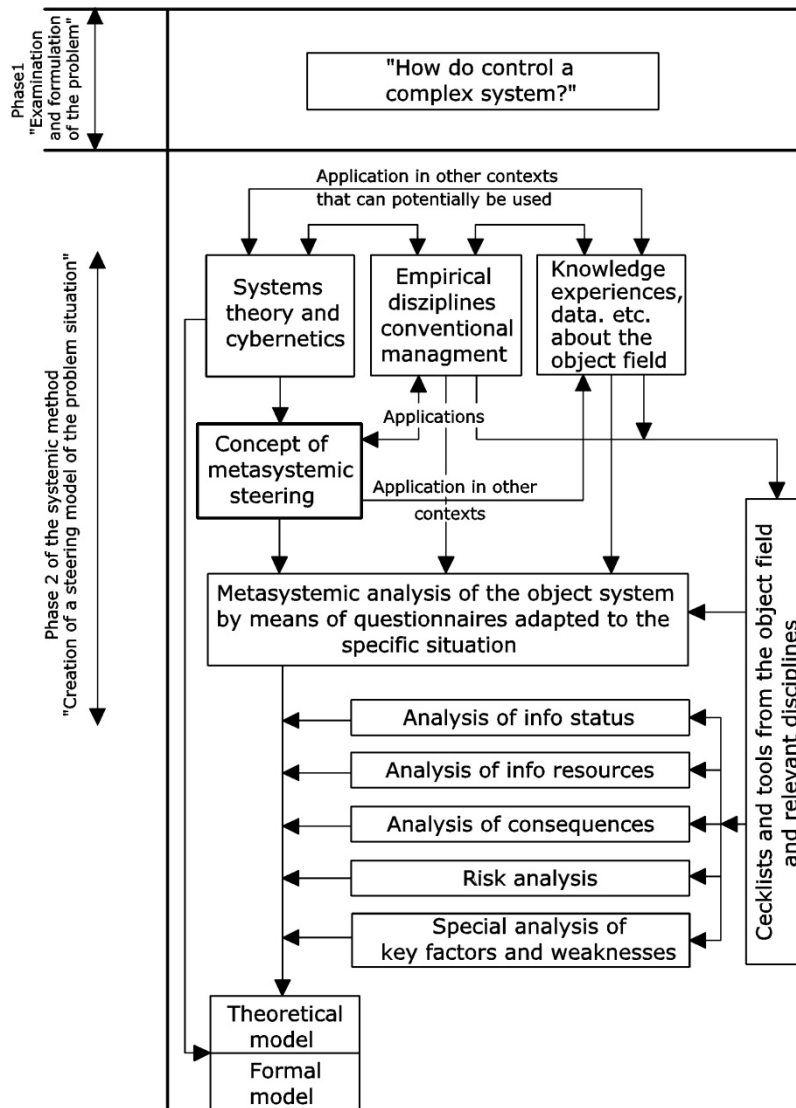 Phase1
"Examination
and formulation
of the problem"
"How do control a
complex system?"
Phase 2 of the systemic method
"Creation of a steering model of the problem situation"
Application in other contexts
that can potentially be used
Systems
theory and
cybernetics
Empirical
disziplines
conventional
managment
Knowledge
experiences,
data. etc.
about the
object field
Applications
Concept of
metasystemic
steering
Application in other
contexts
Metasystemic analysis of the object system
by means of questionnaires adapted to the
specific situation
Analysis of info status
Analysis of info resources
Analysis of consequences
Risk analysis
Special analysis of
key factors and weaknesses
Cecklists and tools from the object field
and relevant disciplines
Theoretical
model
Formal
model